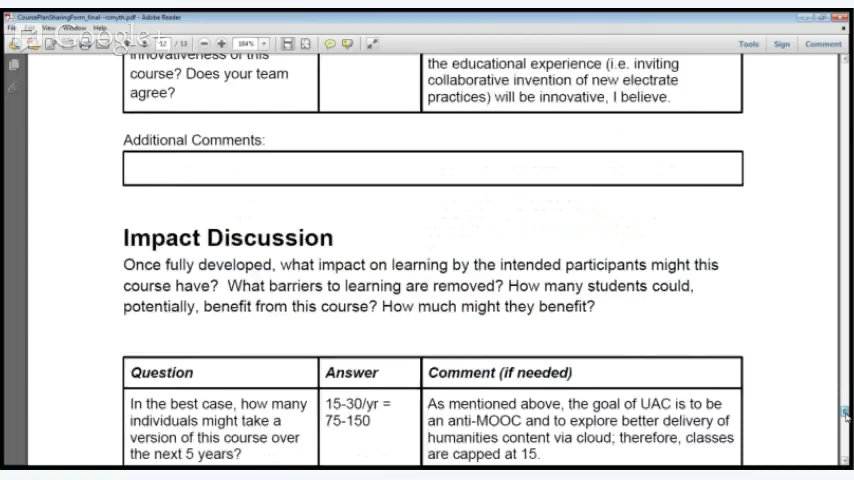 CoursePlanSharingForm_final--rsmyth.pdf - Adobe Reader
File Edit View Window Help
Google+
12 / 13 184%
Tools Sign Comment
innovativeness of this
course? Does your team
agree?
the educational experience (i.e. inviting
collaborative invention of new electrate
practices) will be innovative, I believe.
Additional Comments:
Impact Discussion
Once fully developed, what impact on learning by the intended participants might this
course have? What barriers to learning are removed? How many students could,
potentially, benefit from this course? How much might they benefit?
Question Answer Comment (if needed)
In the best case, how many
individuals might take a
version of this course over
the next 5 years?
15-30/yr =
75-150
As mentioned above, the goal of UAC is to be
an anti-MOOC and to explore better delivery of
humanities content via cloud; therefore, classes
are capped at 15.